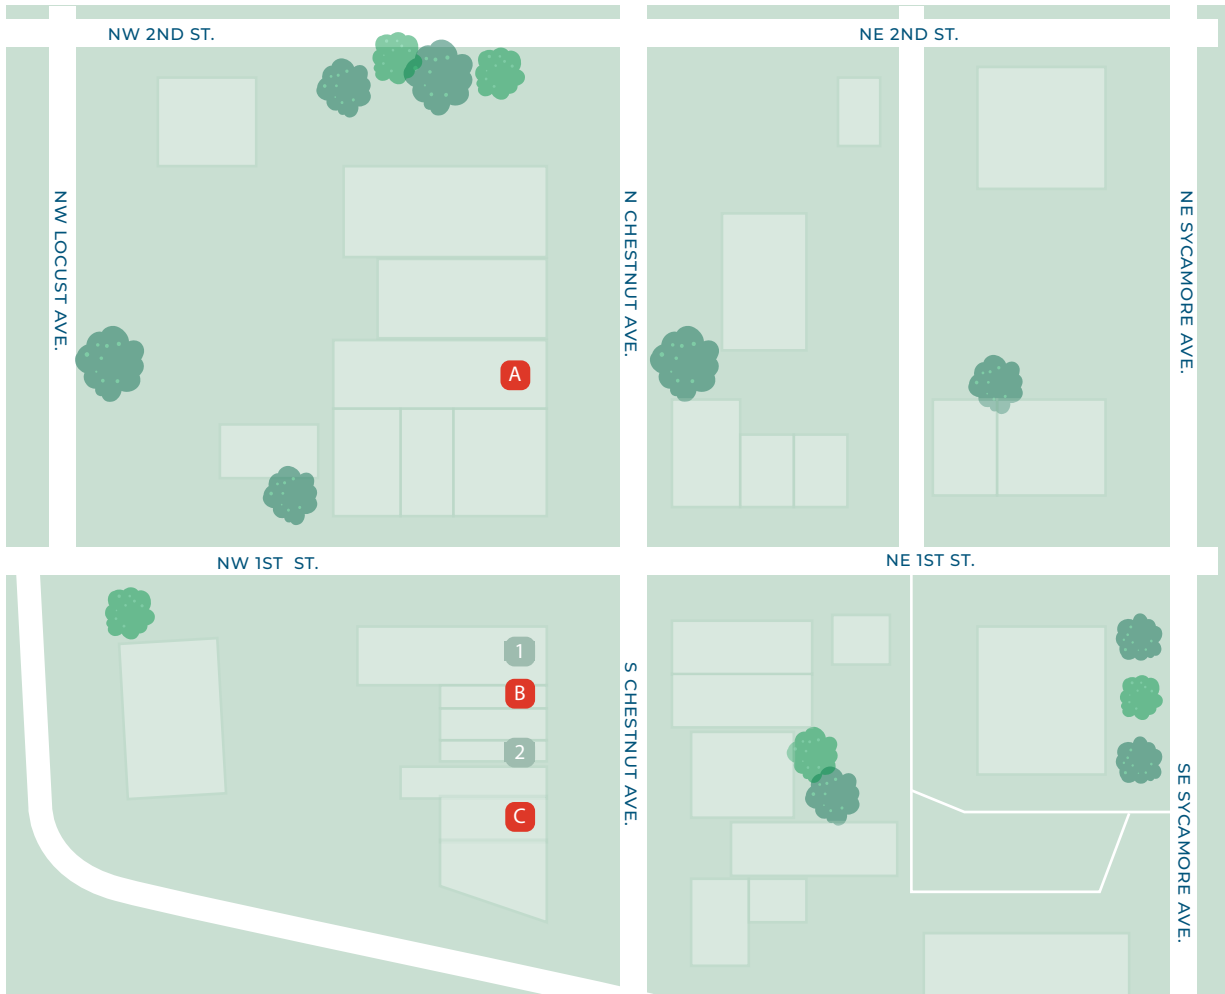 NW 2ND ST.
NE 2ND ST.
NW LOCUST AVE.
N CHESTNUT AVE.
NE SYCAMORE AVE.
A
NW 1ST  ST.
NE 1ST ST.
1
B
2
C
S CHESTNUT AVE.
SE SYCAMORE AVE.